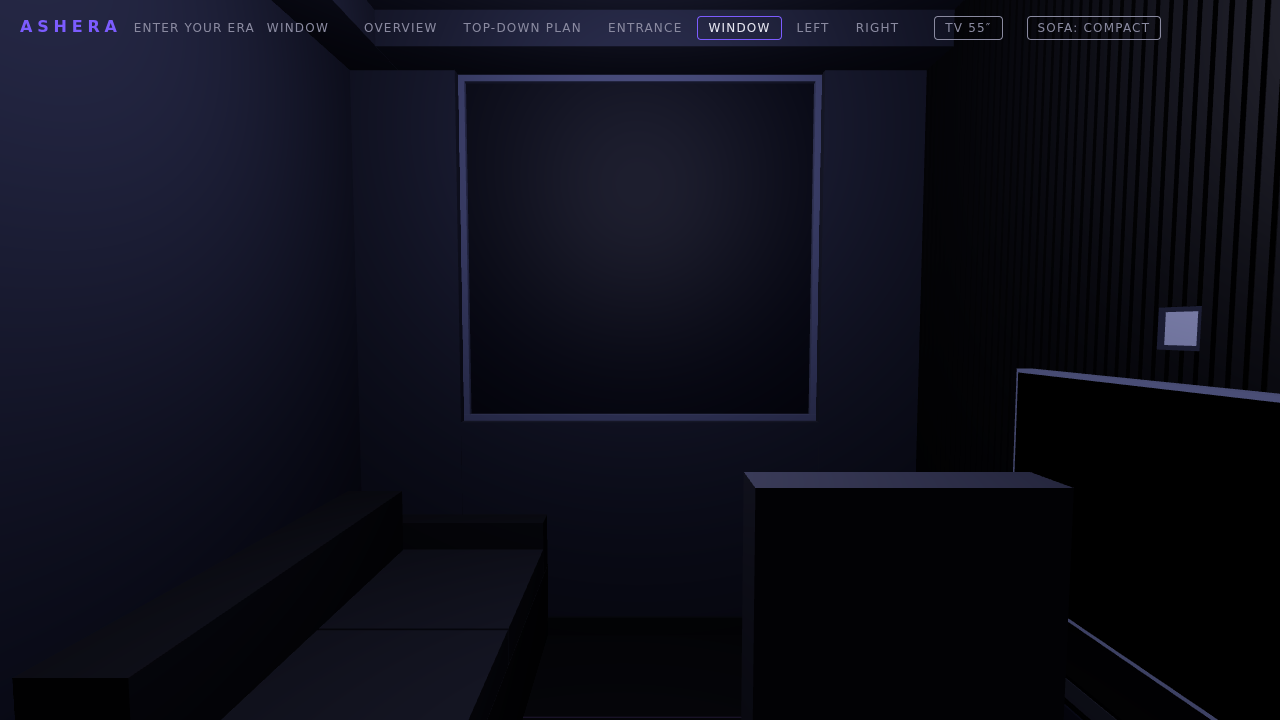 ASHERA ENTER YOUR ERA WINDOW OVERVIEW TOP-DOWN PLAN ENTRANCE WINDOW LEFT RIGHT TV 55″ SOFA: COMPACT